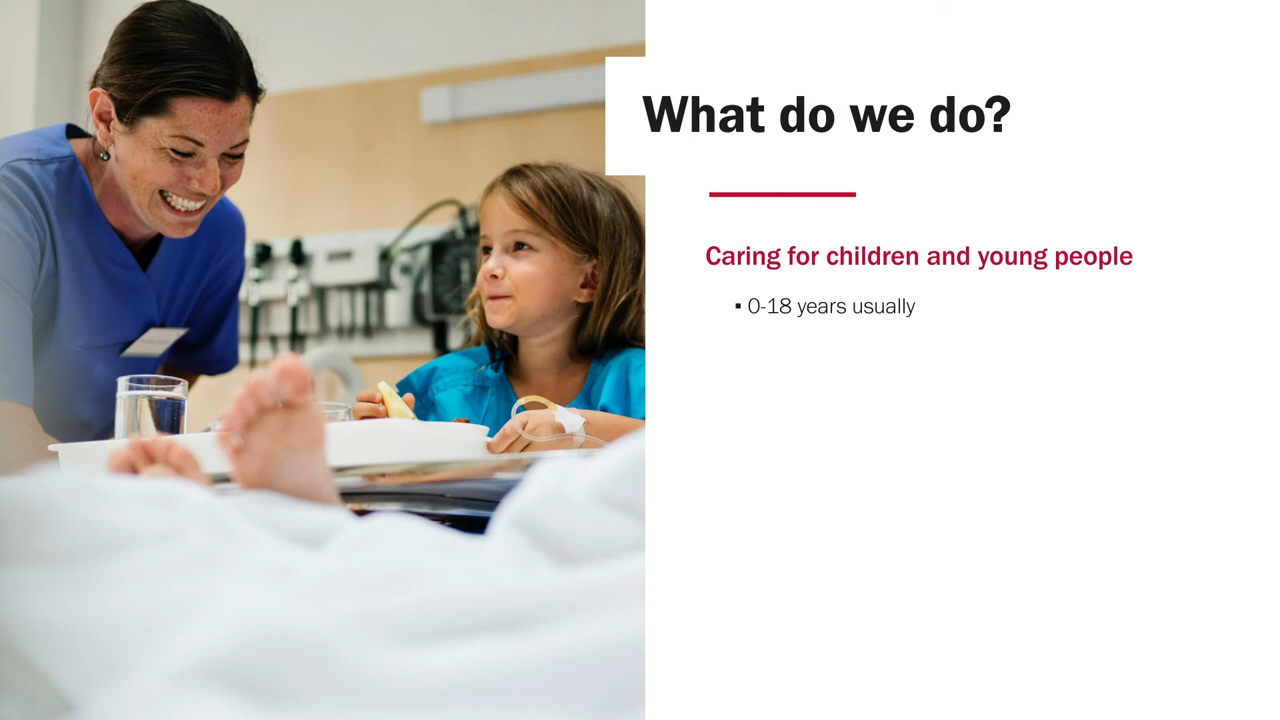 What do we do?
Caring for children and young people
▪ 0-18 years usually